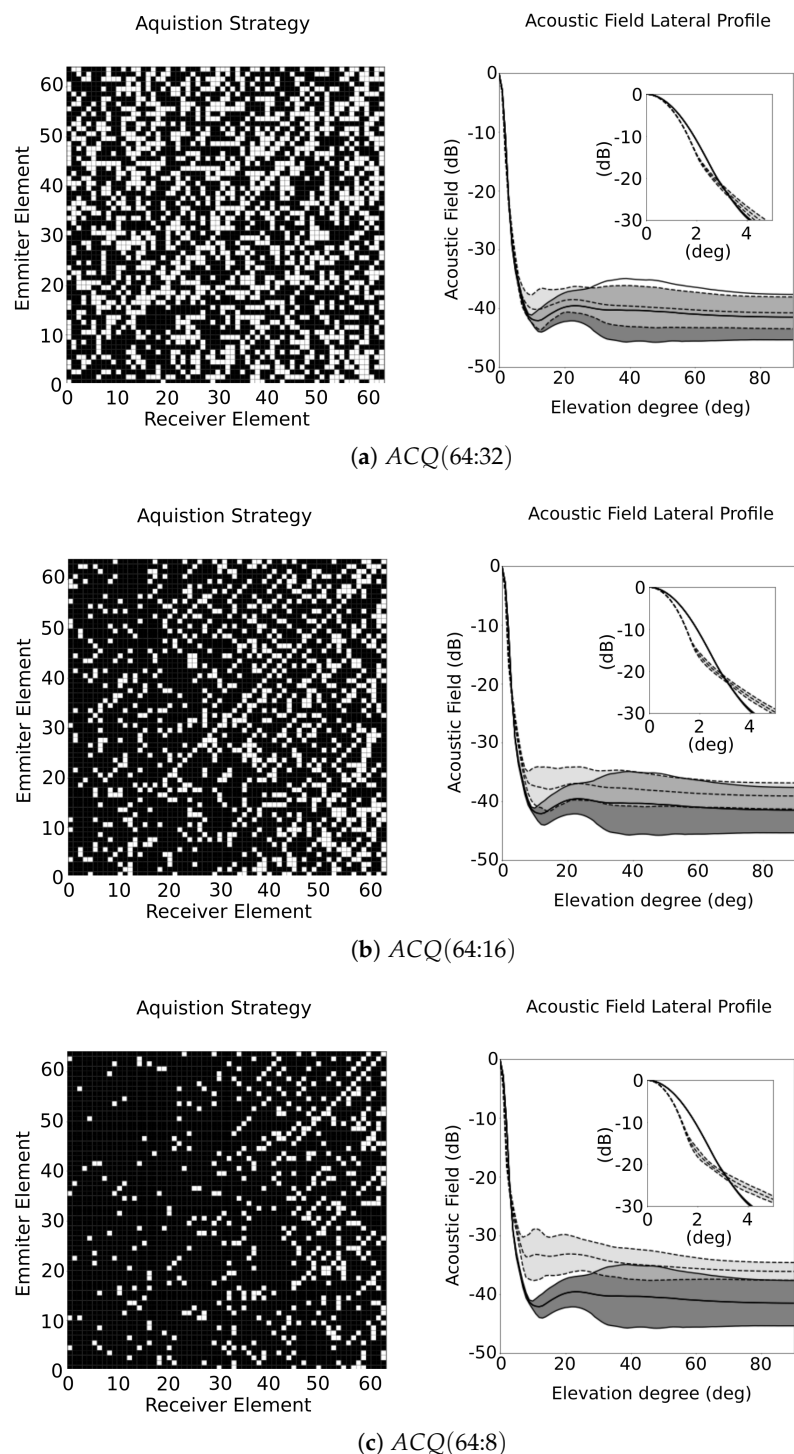 Aquistion Strategy
Acoustic Field Lateral Profile
Emmiter Element
60
50
40
30
20
10
0
0 10 20 30 40 50 60
Receiver Element
Acoustic Field (dB)
0
-10
-20
-30
-40
-50
0 20 40 60 80
Elevation degree (deg)
(dB)
0
-10
-20
-30
0 2 4
(deg)
(a) ACQ(64:32)
Aquistion Strategy
Acoustic Field Lateral Profile
Emmiter Element
60
50
40
30
20
10
0
0 10 20 30 40 50 60
Receiver Element
Acoustic Field (dB)
0
-10
-20
-30
-40
-50
0 20 40 60 80
Elevation degree (deg)
(dB)
0
-10
-20
-30
0 2 4
(deg)
(b) ACQ(64:16)
Aquistion Strategy
Acoustic Field Lateral Profile
Emmiter Element
60
50
40
30
20
10
0
0 10 20 30 40 50 60
Receiver Element
Acoustic Field (dB)
0
-10
-20
-30
-40
-50
0 20 40 60 80
Elevation degree (deg)
(dB)
0
-10
-20
-30
0 2 4
(deg)
(c) ACQ(64:8)